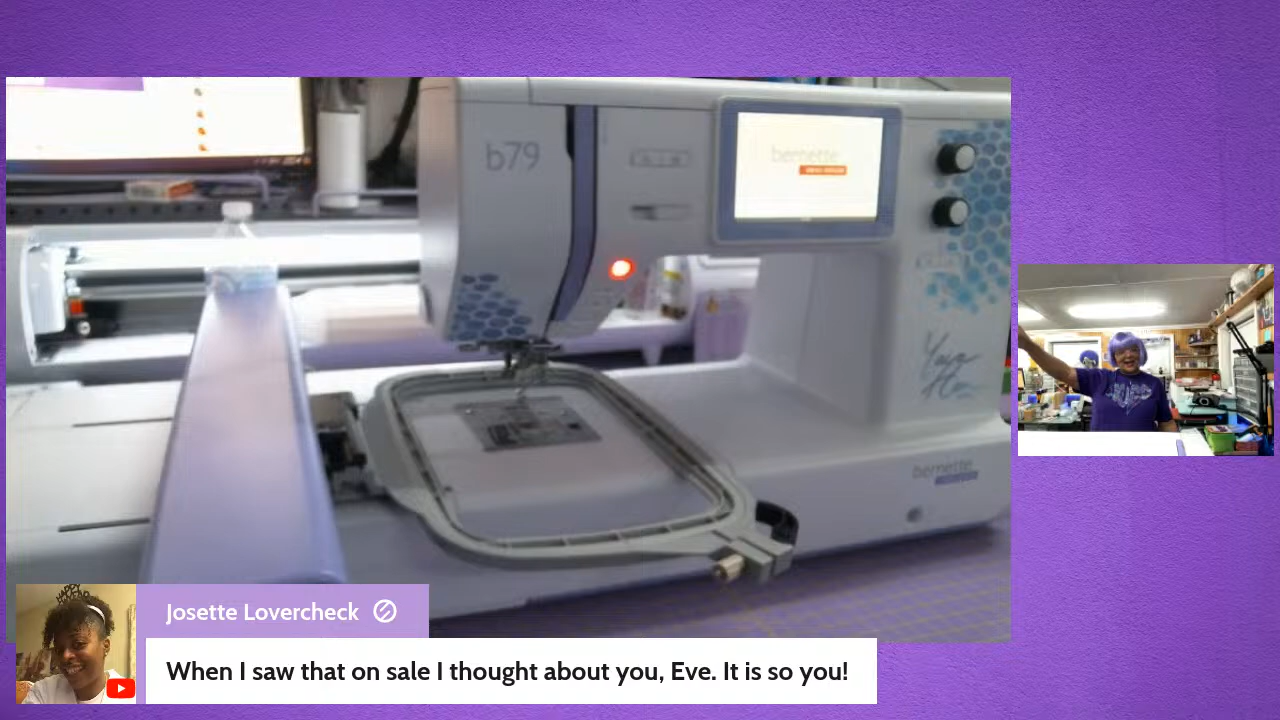 b79
bernette
bernette
Josette Lovercheck
When I saw that on sale I thought about you, Eve. It is so you!